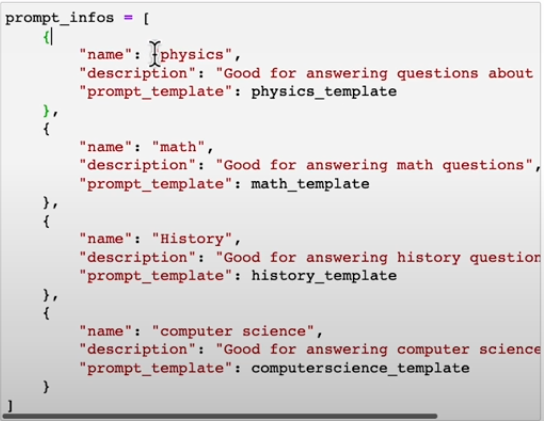 prompt_infos = [
    {
        "name": "physics",
        "description": "Good for answering questions about
        "prompt_template": physics_template
    },
    {
        "name": "math",
        "description": "Good for answering math questions",
        "prompt_template": math_template
    },
    {
        "name": "History",
        "description": "Good for answering history question
        "prompt_template": history_template
    },
    {
        "name": "computer science",
        "description": "Good for answering computer science
        "prompt_template": computerscience_template
    }
]